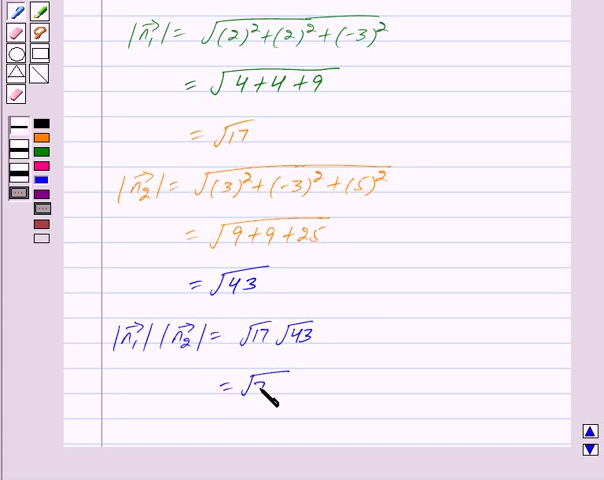 |n₁→| = √(2)²+(2)²+(-3)²
= √4+4+9
= √17
|n₂→| = √(3)²+(-3)²+(5)²
= √9+9+25
= √43
|n₁→| |n₂→| = √17 √43
= √7